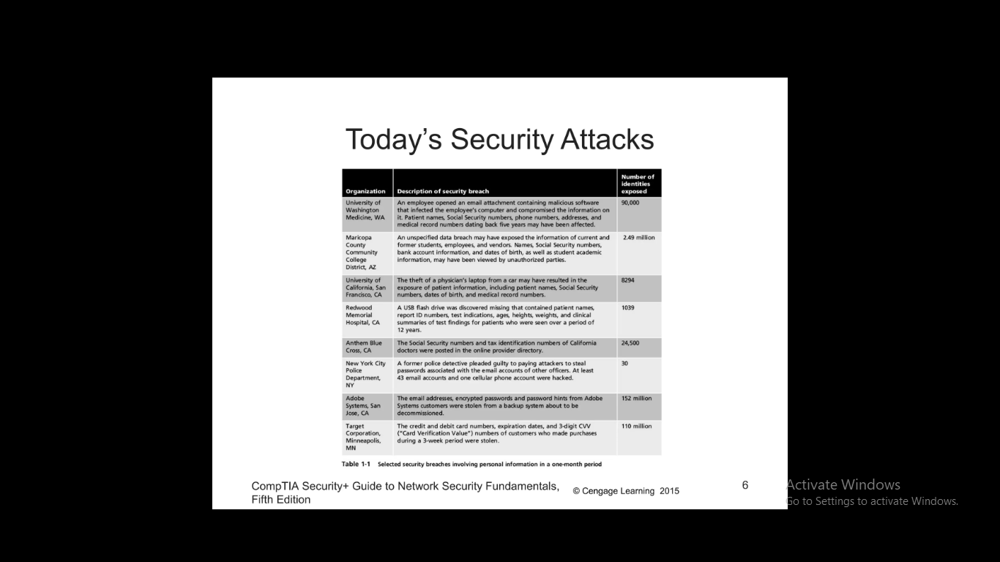 Today’s Security Attacks
Organization
Description of security breach
Number of
identities
exposed
University of
Washington
Medicine, WA
An employee opened an email attachment containing malicious software
that infected the employee’s computer and compromised the information on
it. Patient names, Social Security numbers, phone numbers, addresses, and
medical record numbers dating back five years may have been affected.
90,000
Maricopa
County
Community
College
District, AZ
An unspecified data breach may have exposed the information of current and
former students, employees, and vendors. Names, Social Security numbers,
bank account information, and dates of birth, as well as student academic
information, may have been viewed by unauthorized parties.
2.49 million
University of
California, San
Francisco, CA
The theft of a physician’s laptop from a car may have resulted in the
exposure of patient information, including patient names, Social Security
numbers, dates of birth, and medical record numbers.
8294
Redwood
Memorial
Hospital, CA
A USB flash drive was discovered missing that contained patient names,
report ID numbers, test indications, ages, heights, weights, and clinical
summaries of test findings for patients who were seen over a period of
12 years.
1039
Anthem Blue
Cross, CA
The Social Security numbers and tax identification numbers of California
doctors were posted in the online provider directory.
24,500
New York City
Police
Department,
NY
A former police detective pleaded guilty to paying attackers to steal
passwords associated with the email accounts of other officers. At least
43 email accounts and one cellular phone account were hacked.
30
Adobe
Systems, San
Jose, CA
The email addresses, encrypted passwords and password hints from Adobe
Systems customers were stolen from a backup system about to be
decommissioned.
152 million
Target
Corporation,
Minneapolis,
MN
The credit and debit card numbers, expiration dates, and 3-digit CVV
(“Card Verification Value”) numbers of customers who made purchases
during a 3-week period were stolen.
110 million
Table 1-1 Selected security breaches involving personal information in a one-month period
CompTIA Security+ Guide to Network Security Fundamentals,
Fifth Edition
© Cengage Learning 2015
6
Activate Windows
Go to Settings to activate Windows.